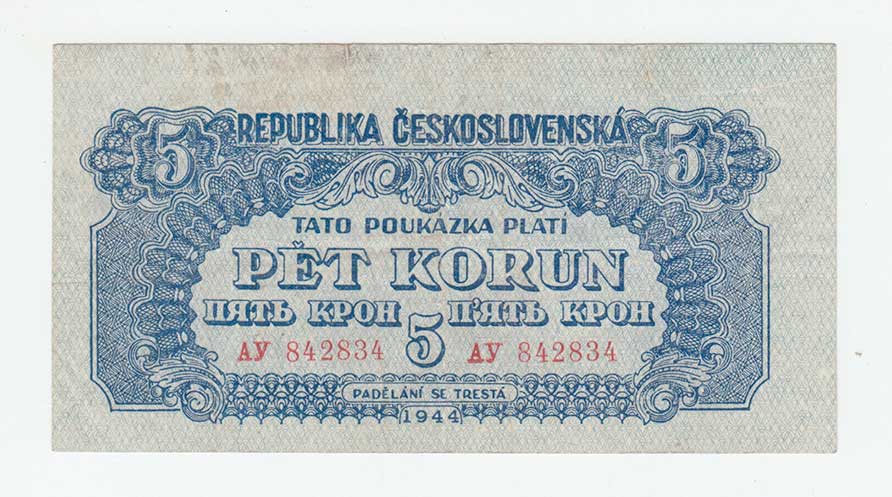 5 REPUBLIKA ČESKOSLOVENSKÁ 5
TATO POUKÁZKA PLATÍ
PĚT KORUN
ПЯТЬ КРОН П'ЯТЬ КРОН
5
АУ 842834 АУ 842834
PADĚLÁNÍ SE TRESTÁ
1944